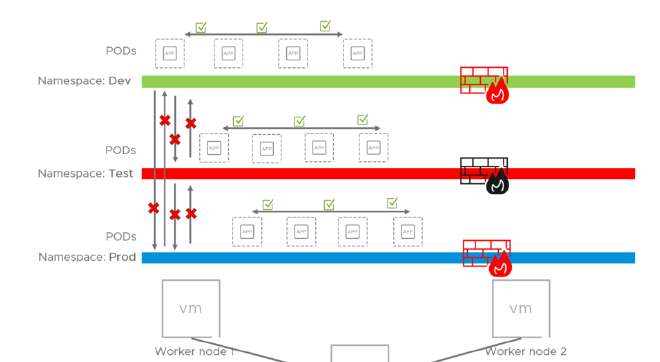 PODs
APP APP APP APP
Namespace: Dev
PODs
APP APP APP APP
Namespace: Test
PODs
APP APP APP APP
Namespace: Prod
vm vm
Worker node 1 Worker node 2